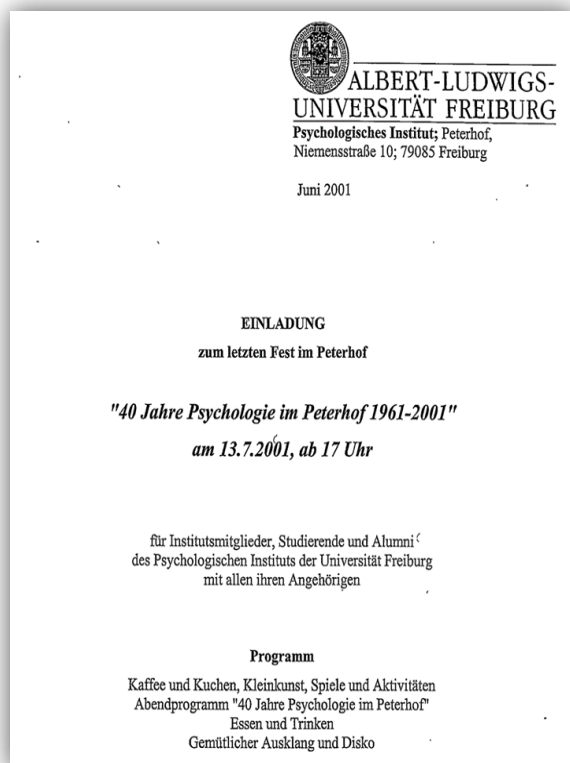 ALBERT-LUDWIGS-
UNIVERSITÄT FREIBURG
Psychologisches Institut; Peterhof,
Niemensstraße 10; 79085 Freiburg
Juni 2001
EINLADUNG
zum letzten Fest im Peterhof
"40 Jahre Psychologie im Peterhof 1961-2001"
am 13.7.2001, ab 17 Uhr
für Institutsmitglieder, Studierende und Alumni
des Psychologischen Instituts der Universität Freiburg
mit allen ihren Angehörigen
Programm
Kaffee und Kuchen, Kleinkunst, Spiele und Aktivitäten
Abendprogramm "40 Jahre Psychologie im Peterhof"
Essen und Trinken
Gemütlicher Ausklang und Disko